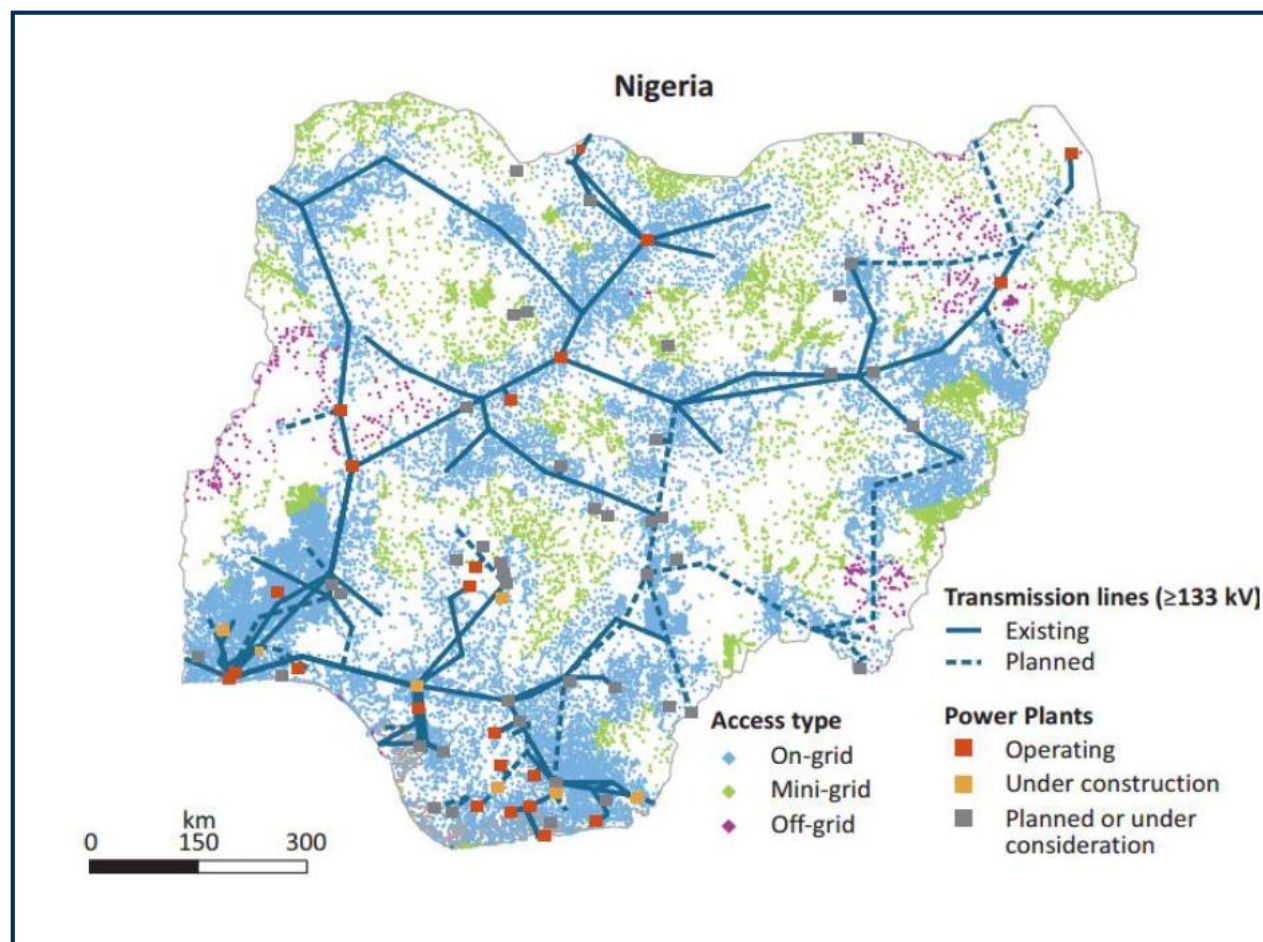 Nigeria
Transmission lines (≥133 kV)
Existing
Planned
Access type
On-grid
Mini-grid
Off-grid
Power Plants
Operating
Under construction
Planned or under
consideration
km
0 150 300